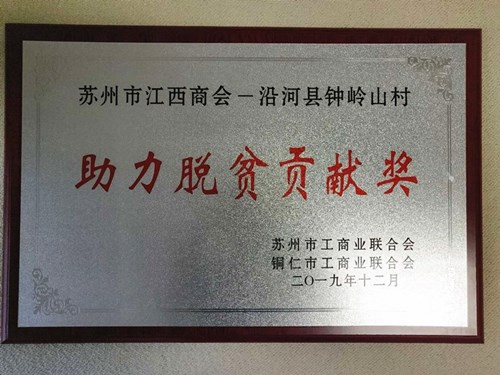 苏州市江西商会－沿河县钟岭山村
助力脱贫贡献奖
苏州市工商业联合会
铜仁市工商业联合会
二〇一九年十二月